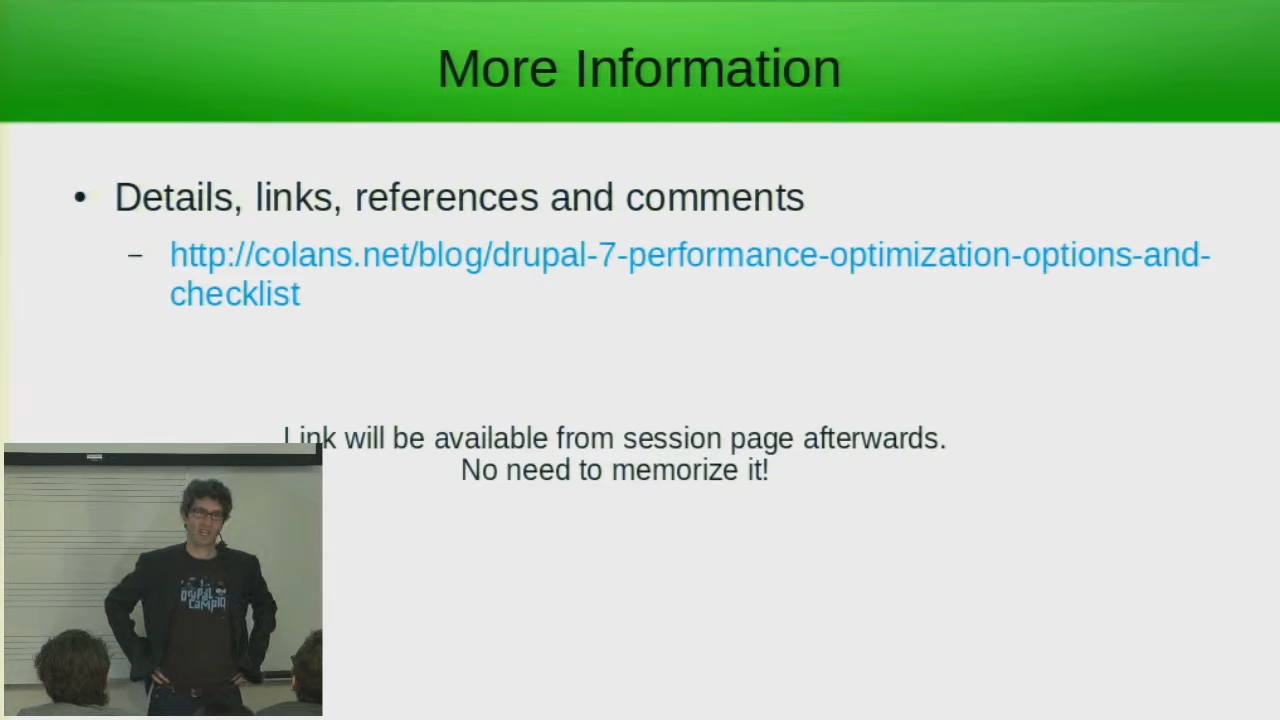 More Information
• Details, links, references and comments
– http://colans.net/blog/drupal-7-performance-optimization-options-and-
checklist
Link will be available from session page afterwards.
No need to memorize it!
Drupal